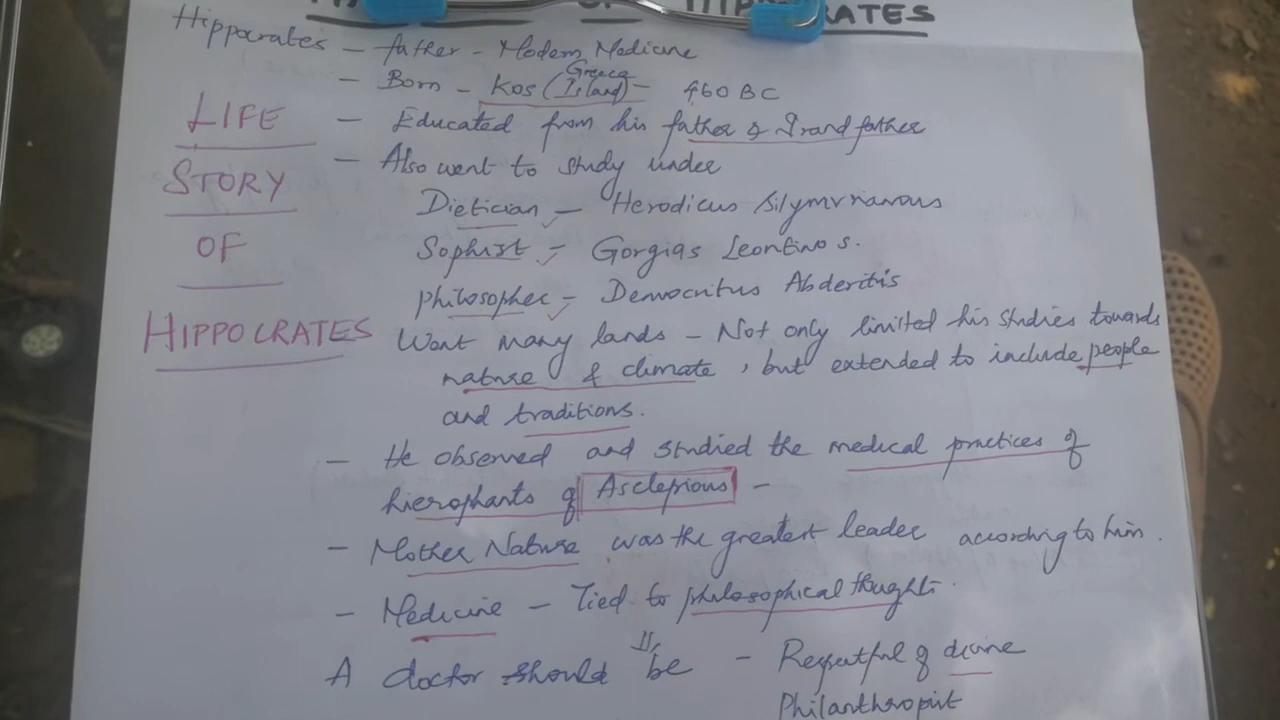 OF HIPPOCRATES
Hippocrates – father – Modern Medicine
– Born – Kos (Greece Island) – 460 BC
LIFE – Educated from his father & Grand father
– Also went to study under
STORY
Dietician – Herodicus
OF Sophist – Gorgias Leontinos.
Philosopher – Democritus Abderitis
HIPPOCRATES Went many lands – Not only limited his studies towards
nature & climate, but extended to include people
and traditions.
– He observed and studied the medical practices of
hierophants of Asclepious –
– Mother Nature was the greatest leader according to him.
– Medicine – Tied to philosophical thought.
A doctor should be – Respectful of divine
Philanthropist